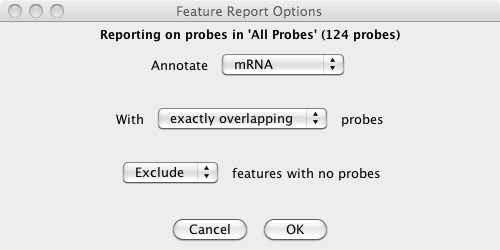 Feature Report Options
Reporting on probes in 'All Probes' (124 probes)
Annotate mRNA
With exactly overlapping probes
Exclude features with no probes
Cancel OK